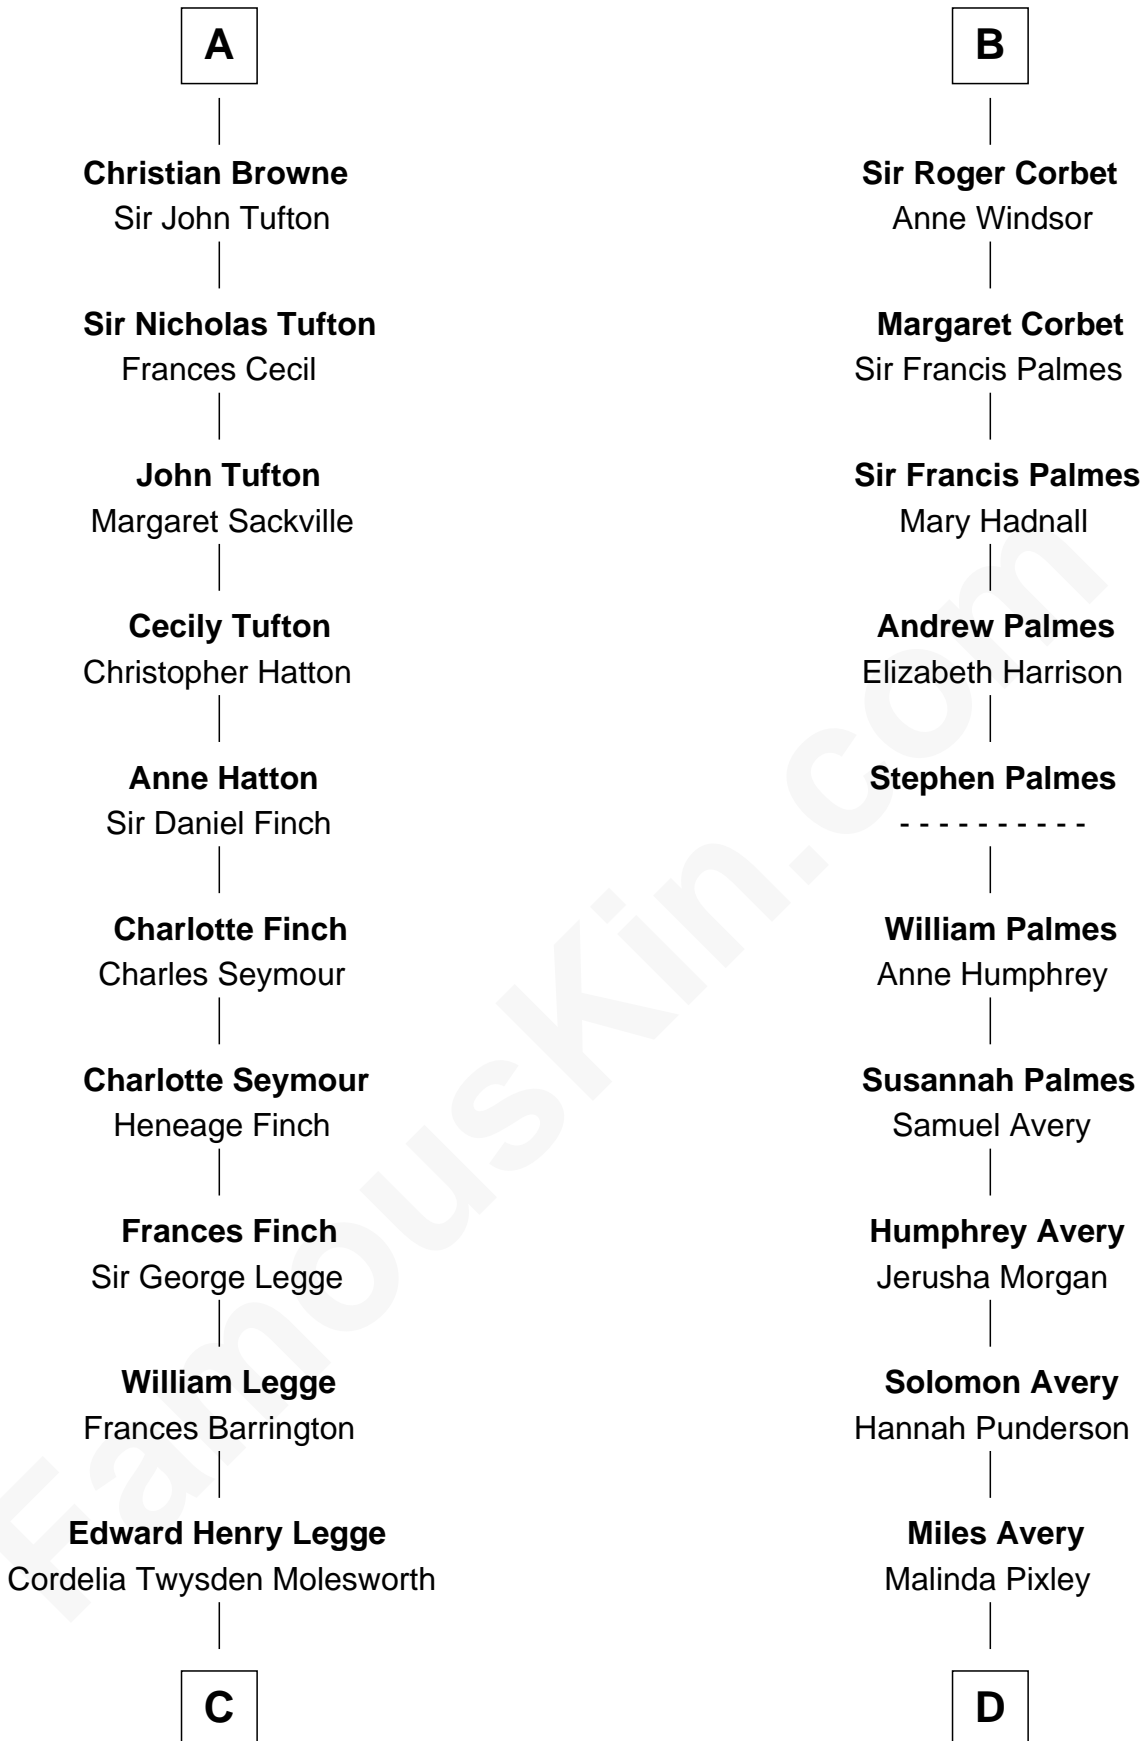 A
Christian Browne
Sir John Tufton
Sir Nicholas Tufton
Frances Cecil
John Tufton
Margaret Sackville
Cecily Tufton
Christopher Hatton
Anne Hatton
Sir Daniel Finch
Charlotte Finch
Charles Seymour
Charlotte Seymour
Heneage Finch
Frances Finch
Sir George Legge
William Legge
Frances Barrington
Edward Henry Legge
Cordelia Twysden Molesworth
C
B
Sir Roger Corbet
Anne Windsor
Margaret Corbet
Sir Francis Palmes
Sir Francis Palmes
Mary Hadnall
Andrew Palmes
Elizabeth Harrison
Stephen Palmes
- - - - - - - - - -
William Palmes
Anne Humphrey
Susannah Palmes
Samuel Avery
Humphrey Avery
Jerusha Morgan
Solomon Avery
Hannah Punderson
Miles Avery
Malinda Pixley
D
FamousKin.com